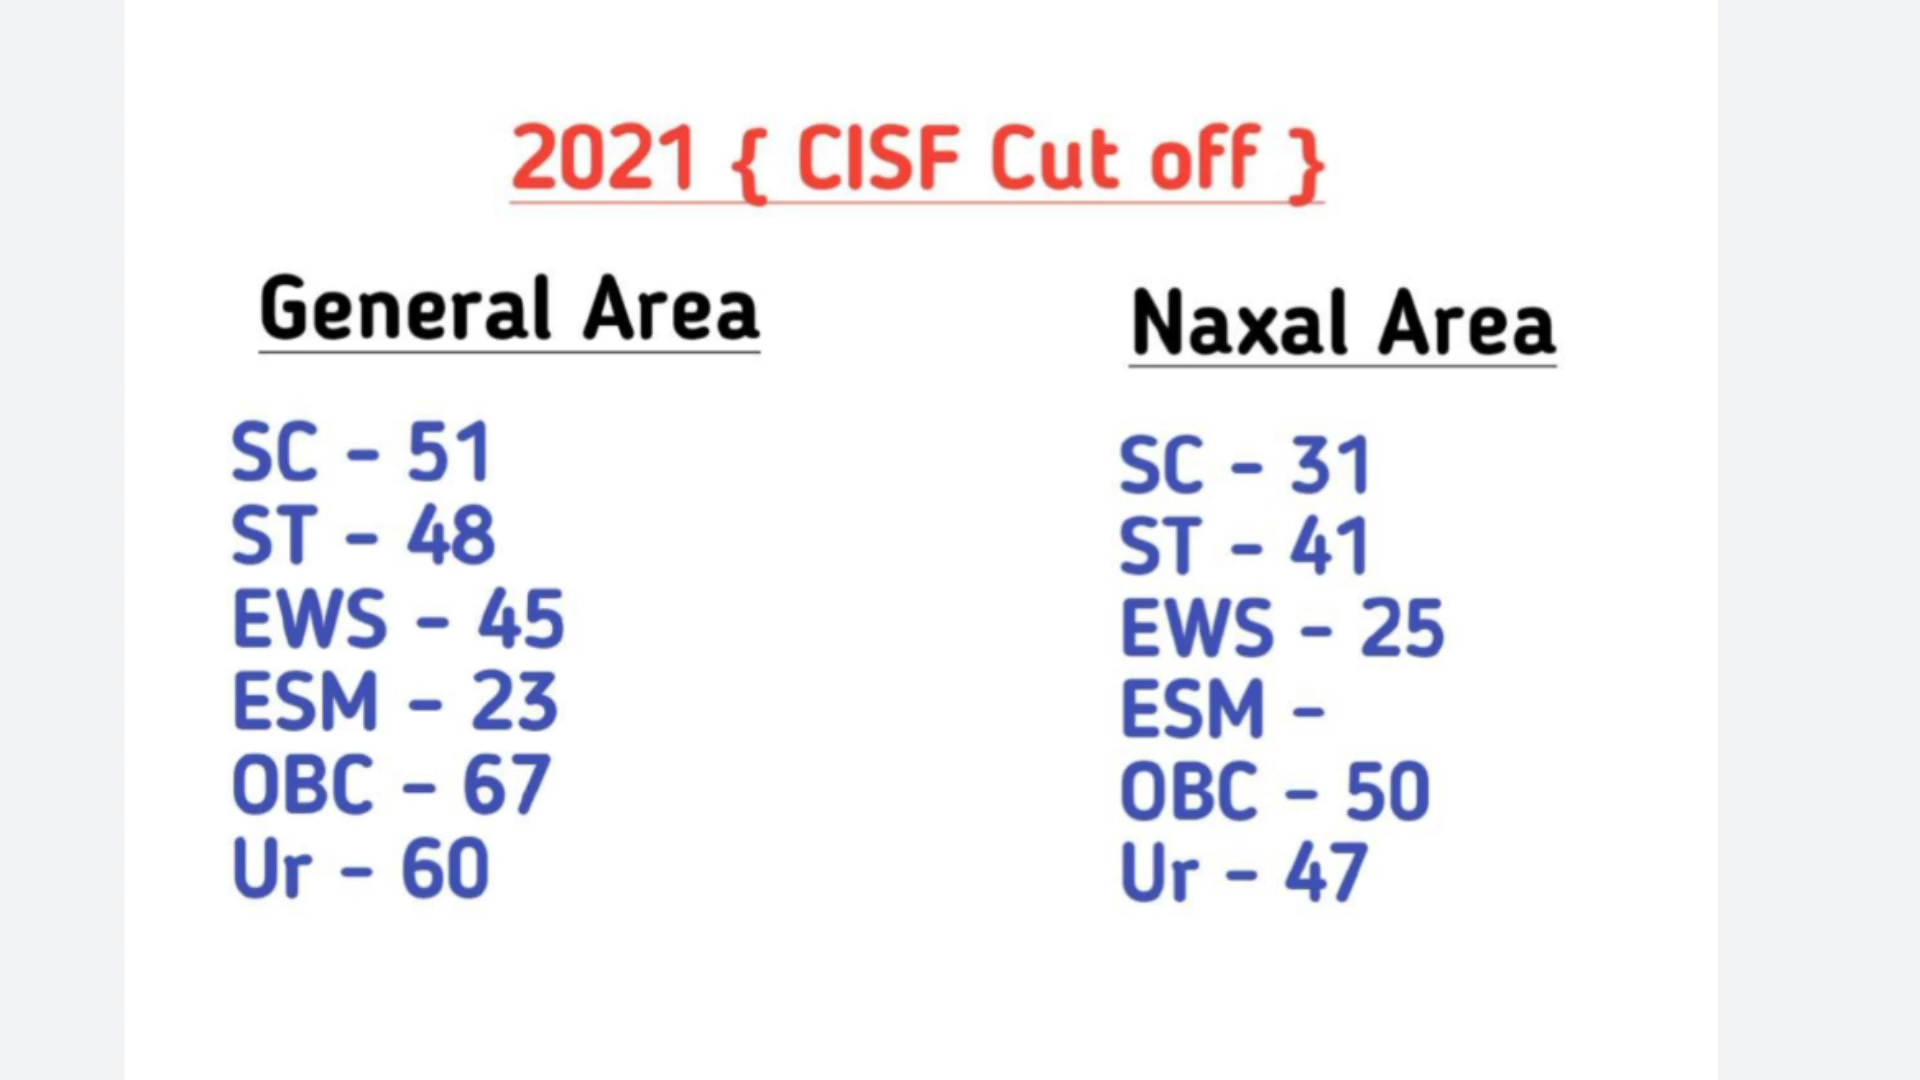 2021 { CISF Cut off }
General Area
SC - 51
ST - 48
EWS - 45
ESM - 23
OBC - 67
Ur - 60
Naxal Area
SC - 31
ST - 41
EWS - 25
ESM -
OBC - 50
Ur - 47